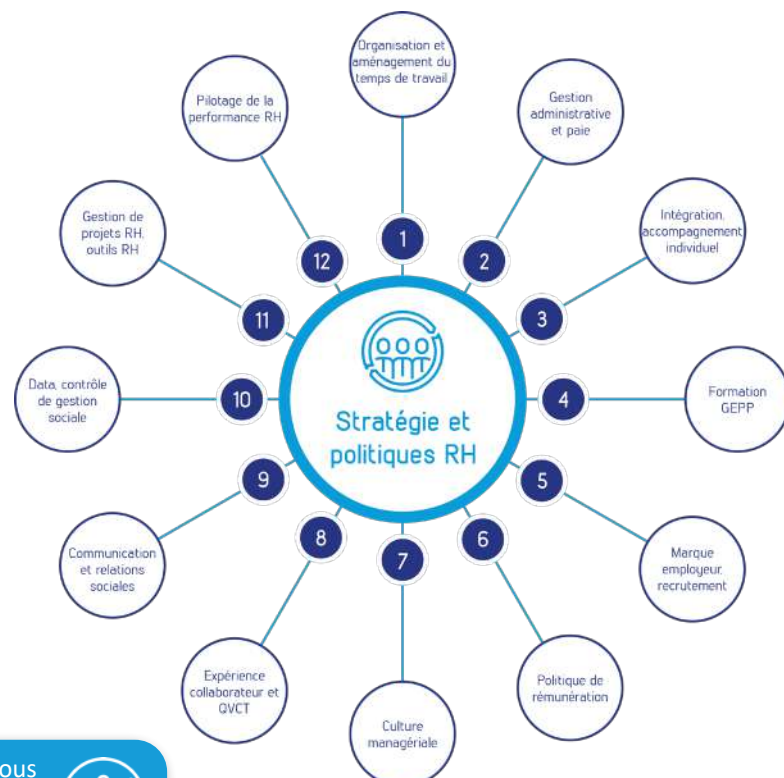 Organisation et
aménagement du
temps de travail
Gestion
administrative
et paie
Intégration,
accompagnement
individuel
Formation
GEPP
Marque
employeur,
recrutement
Politique de
rémunération
Culture
managériale
Expérience
collaborateur et
QVCT
Communication
et relations
sociales
Data, contrôle
de gestion
sociale
Gestion de
projets RH,
outils RH
Pilotage de la
performance RH
1
2
3
4
5
6
7
8
9
10
11
12
Stratégie et
politiques RH
ous